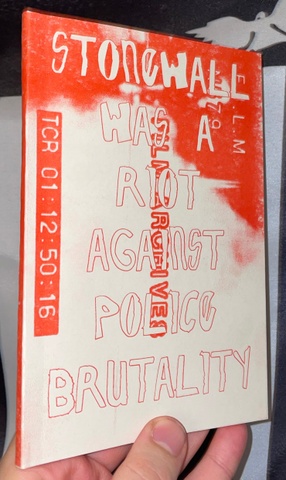 STONEWALL
WAS A
RIOT
AGAINST
POLICE
BRUTALITY
TCR 01:12:50:16